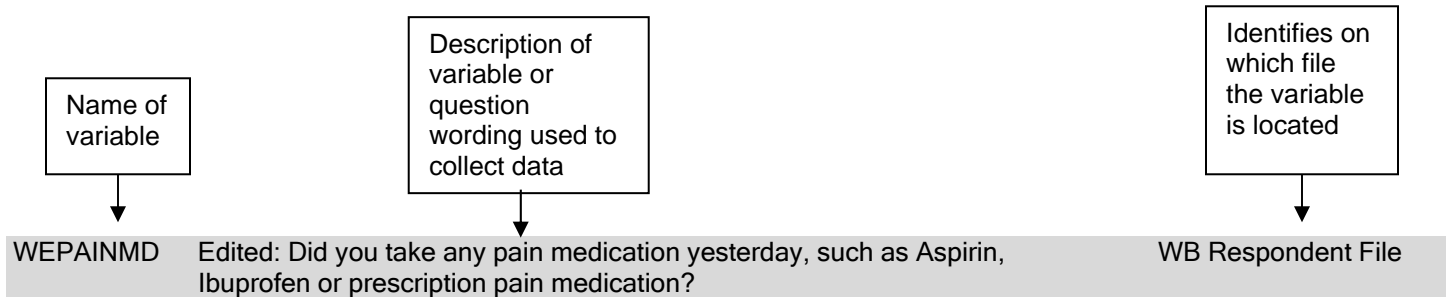 Name of
variable
Description of
variable or
question
wording used to
collect data
Identifies on
which file
the variable
is located
WEPAINMD Edited: Did you take any pain medication yesterday, such as Aspirin, WB Respondent File
Ibuprofen or prescription pain medication?